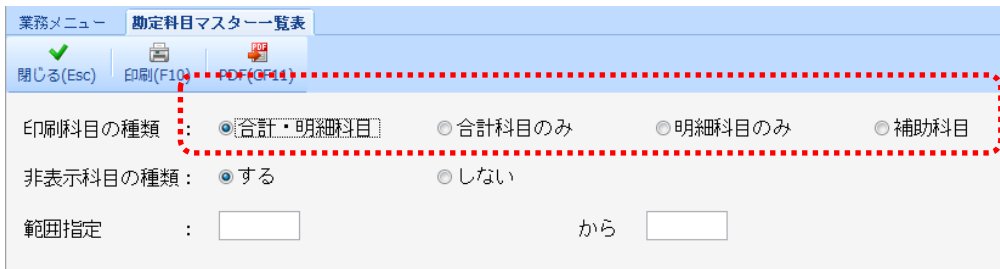 業務メニュー 勘定科目マスター一覧表
閉じる(Esc) 印刷(F10) PDF PDF(CF11)
印刷科目の種類 : 合計・明細科目 合計科目のみ 明細科目のみ 補助科目
非表示科目の種類 : する しない
範囲指定 : から